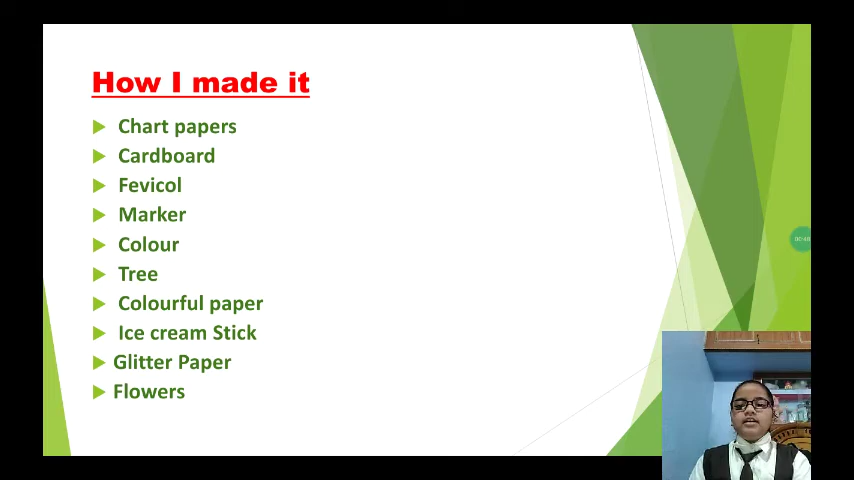 How I made it
Chart papers
Cardboard
Fevicol
Marker
Colour
Tree
Colourful paper
Ice cream Stick
Glitter Paper
Flowers